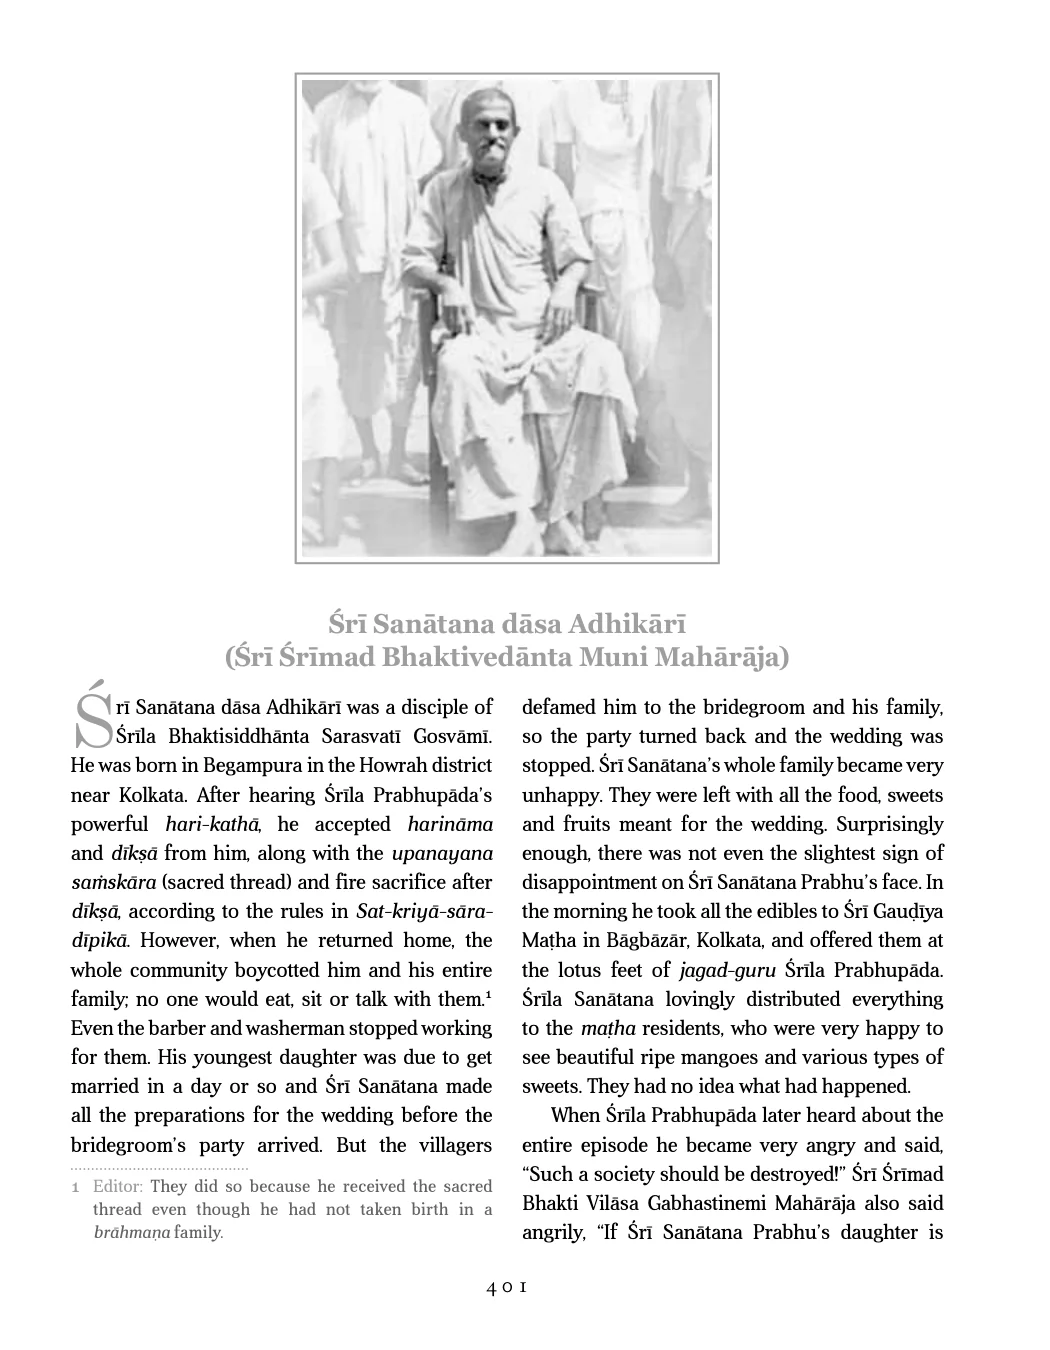 Śrī Sanātana dāsa Adhikārī
(Śrī Śrīmad Bhaktivedānta Muni Mahārāja)
Śrī Sanātana dāsa Adhikārī was a disciple of
Śrīla Bhaktisiddhānta Sarasvatī Gosvāmī.
He was born in Begampura in the Howrah district
near Kolkata. After hearing Śrīla Prabhupāda’s
powerful hari-kathā, he accepted harināma
and dīkṣā from him, along with the upanayana
saṁskāra (sacred thread) and fire sacrifice after
dīkṣā, according to the rules in Sat-kriyā-sāra-
dīpikā. However, when he returned home, the
whole community boycotted him and his entire
family; no one would eat, sit or talk with them.¹
Even the barber and washerman stopped working
for them. His youngest daughter was due to get
married in a day or so and Śrī Sanātana made
all the preparations for the wedding before the
bridegroom’s party arrived. But the villagers
1 Editor: They did so because he received the sacred
thread even though he had not taken birth in a
brāhmaṇa family.
defamed him to the bridegroom and his family,
so the party turned back and the wedding was
stopped. Śrī Sanātana’s whole family became very
unhappy. They were left with all the food, sweets
and fruits meant for the wedding. Surprisingly
enough, there was not even the slightest sign of
disappointment on Śrī Sanātana Prabhu’s face. In
the morning he took all the edibles to Śrī Gauḍīya
Maṭha in Bāgbāzār, Kolkata, and offered them at
the lotus feet of jagad-guru Śrīla Prabhupāda.
Śrīla Sanātana lovingly distributed everything
to the maṭha residents, who were very happy to
see beautiful ripe mangoes and various types of
sweets. They had no idea what had happened.
When Śrīla Prabhupāda later heard about the
entire episode he became very angry and said,
“Such a society should be destroyed!” Śrī Śrīmad
Bhakti Vilāsa Gabhastinemi Mahārāja also said
angrily, “If Śrī Sanātana Prabhu’s daughter is
401